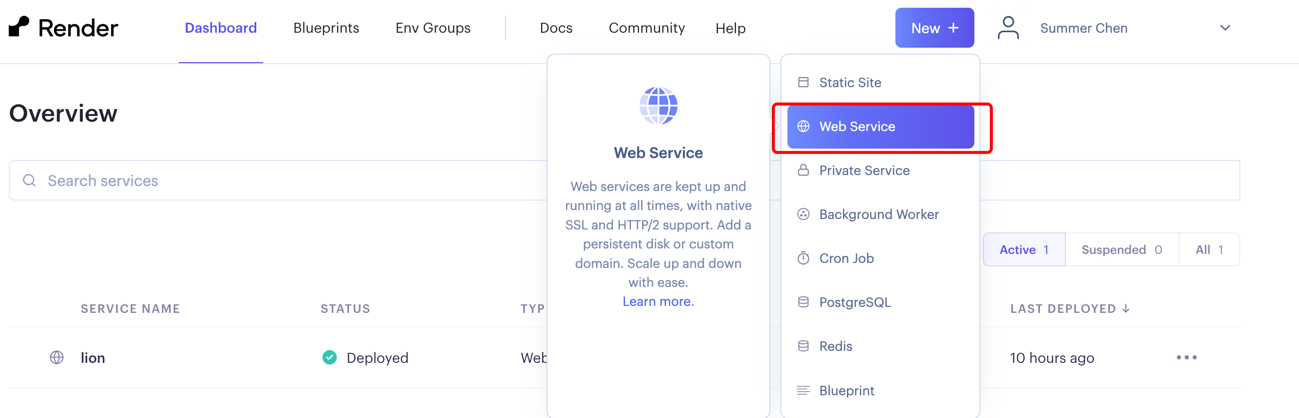 Render Dashboard Blueprints Env Groups Docs Community Help New + Summer Chen
Overview
Search services
Web Service
Web services are kept up and
running at all times, with native
SSL and HTTP/2 support. Add a
persistent disk or custom
domain. Scale up and down
with ease.
Learn more.
Static Site
Web Service
Private Service
Background Worker
Cron Job
PostgreSQL
Redis
Blueprint
Active 1 Suspended 0 All 1
SERVICE NAME STATUS TYP LAST DEPLOYED ↓
lion Deployed Web 10 hours ago •••